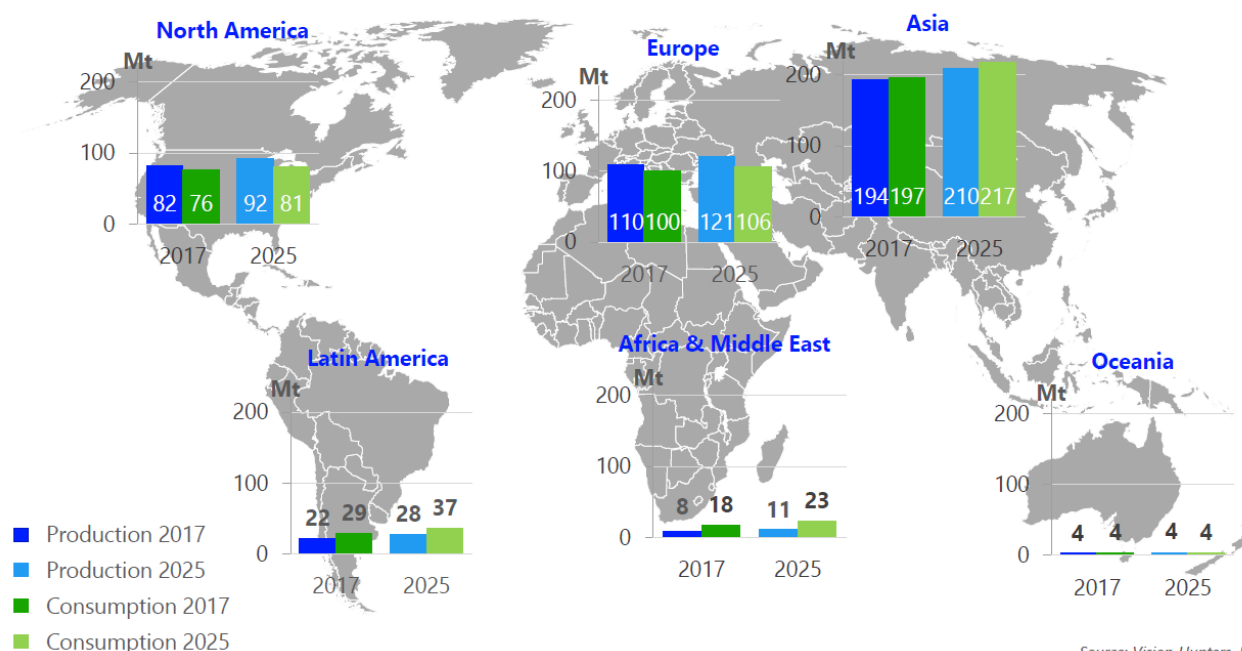 North America
Mt
200
100
0
82 76 92 81
2017 2025
Europe
Mt
200
100
0
110 100 121 106
2017 2025
Asia
Mt
200
100
0
194 197 210 217
2017 2025
Latin America
Mt
200
100
0
22 29 28 37
2017 2025
Africa & Middle East
Mt
200
100
0
8 18 11 23
2017 2025
Oceania
Mt
200
100
0
4 4 4 4
2017 2025
Production 2017
Production 2025
Consumption 2017
Consumption 2025